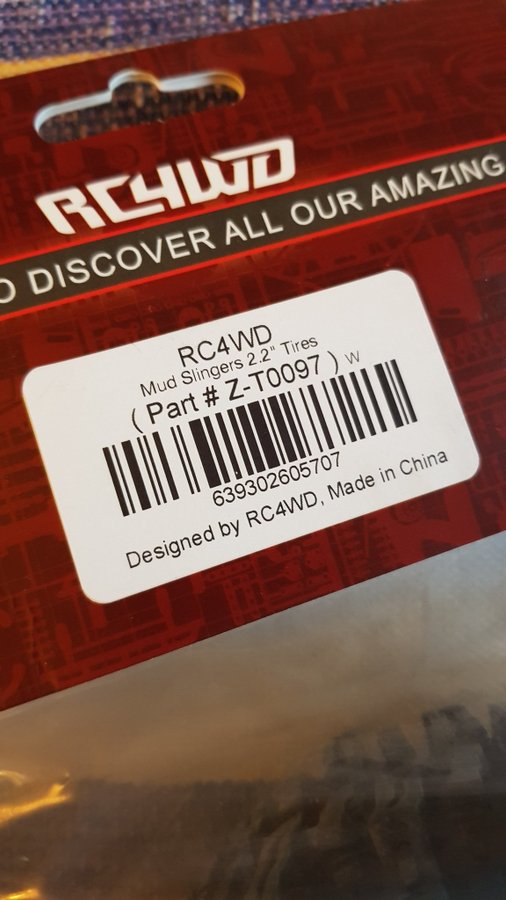 RC4WD
O DISCOVER ALL OUR AMAZING
RC4WD
Mud Slingers 2.2" Tires
( Part # Z-T0097 ) W
639302605707
Designed by RC4WD, Made in China